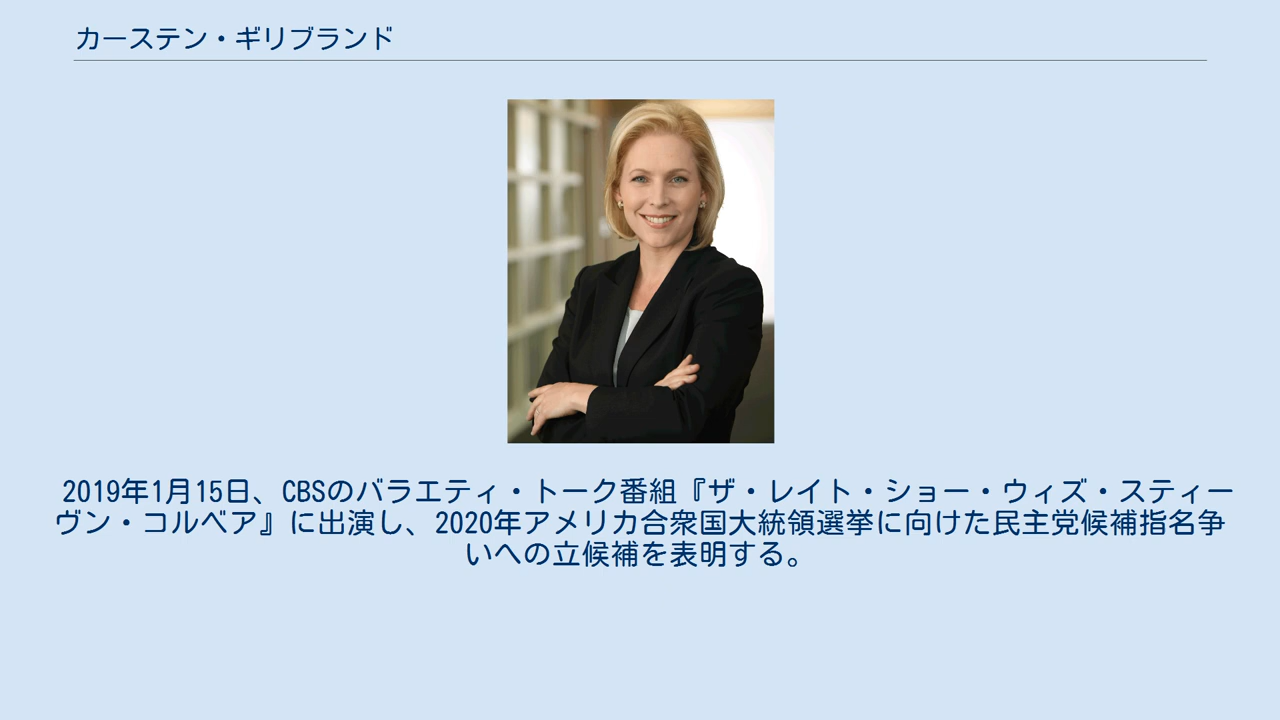 カーステン・ギリブランド
2019年1月15日、CBSのバラエティ・トーク番組『ザ・レイト・ショー・ウィズ・スティー
ヴン・コルベア』に出演し、2020年アメリカ合衆国大統領選挙に向けた民主党候補指名争
いへの立候補を表明する。